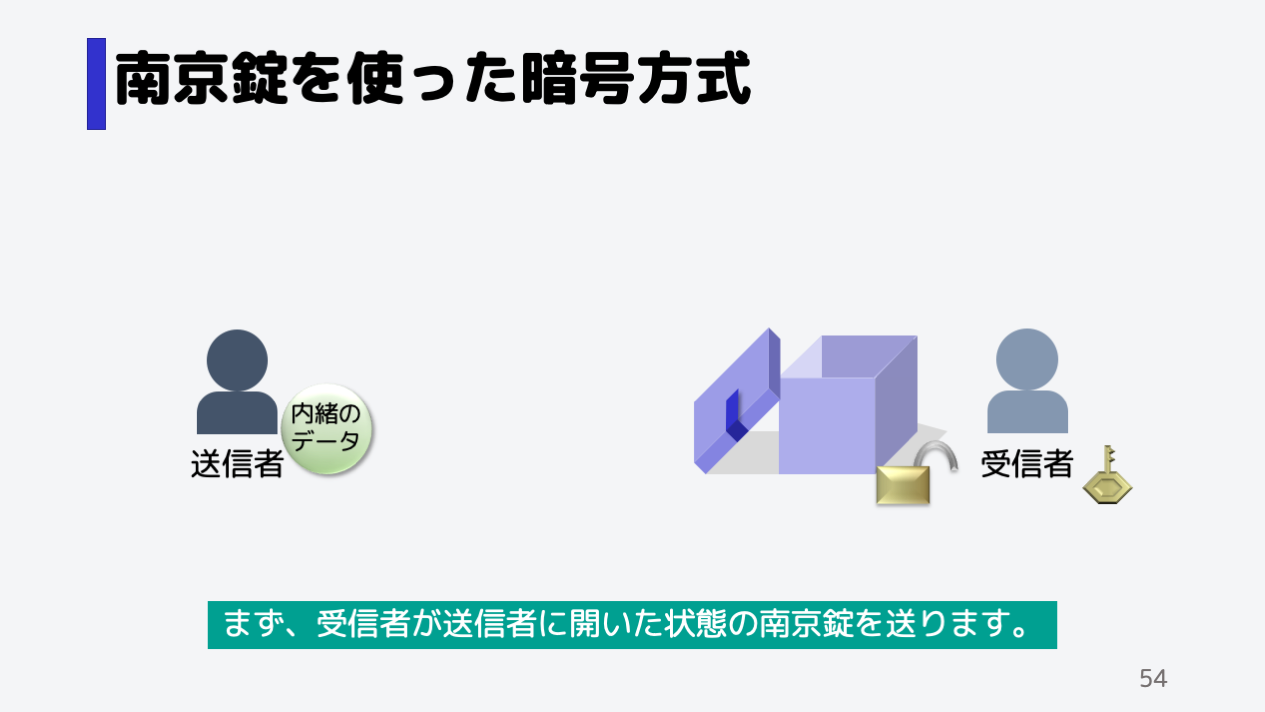 南京錠を使った暗号方式
内緒の
データ
送信者
受信者
まず、受信者が送信者に開いた状態の南京錠を送ります。
54